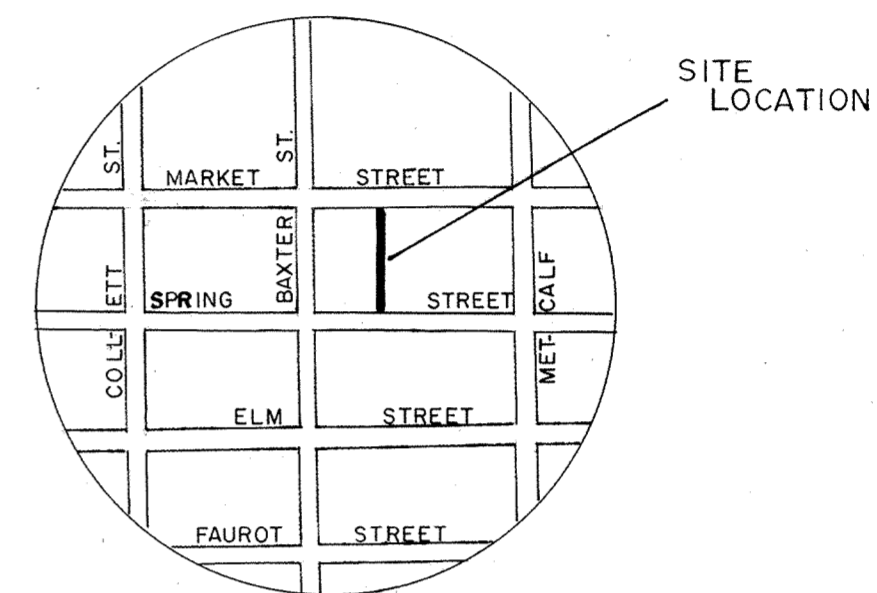 SITE
LOCATION
ST.
ST.
MARKET STREET
COLL-ETT
BAXTER
MET-CALF
SPRING STREET
ELM STREET
FAUROT STREET